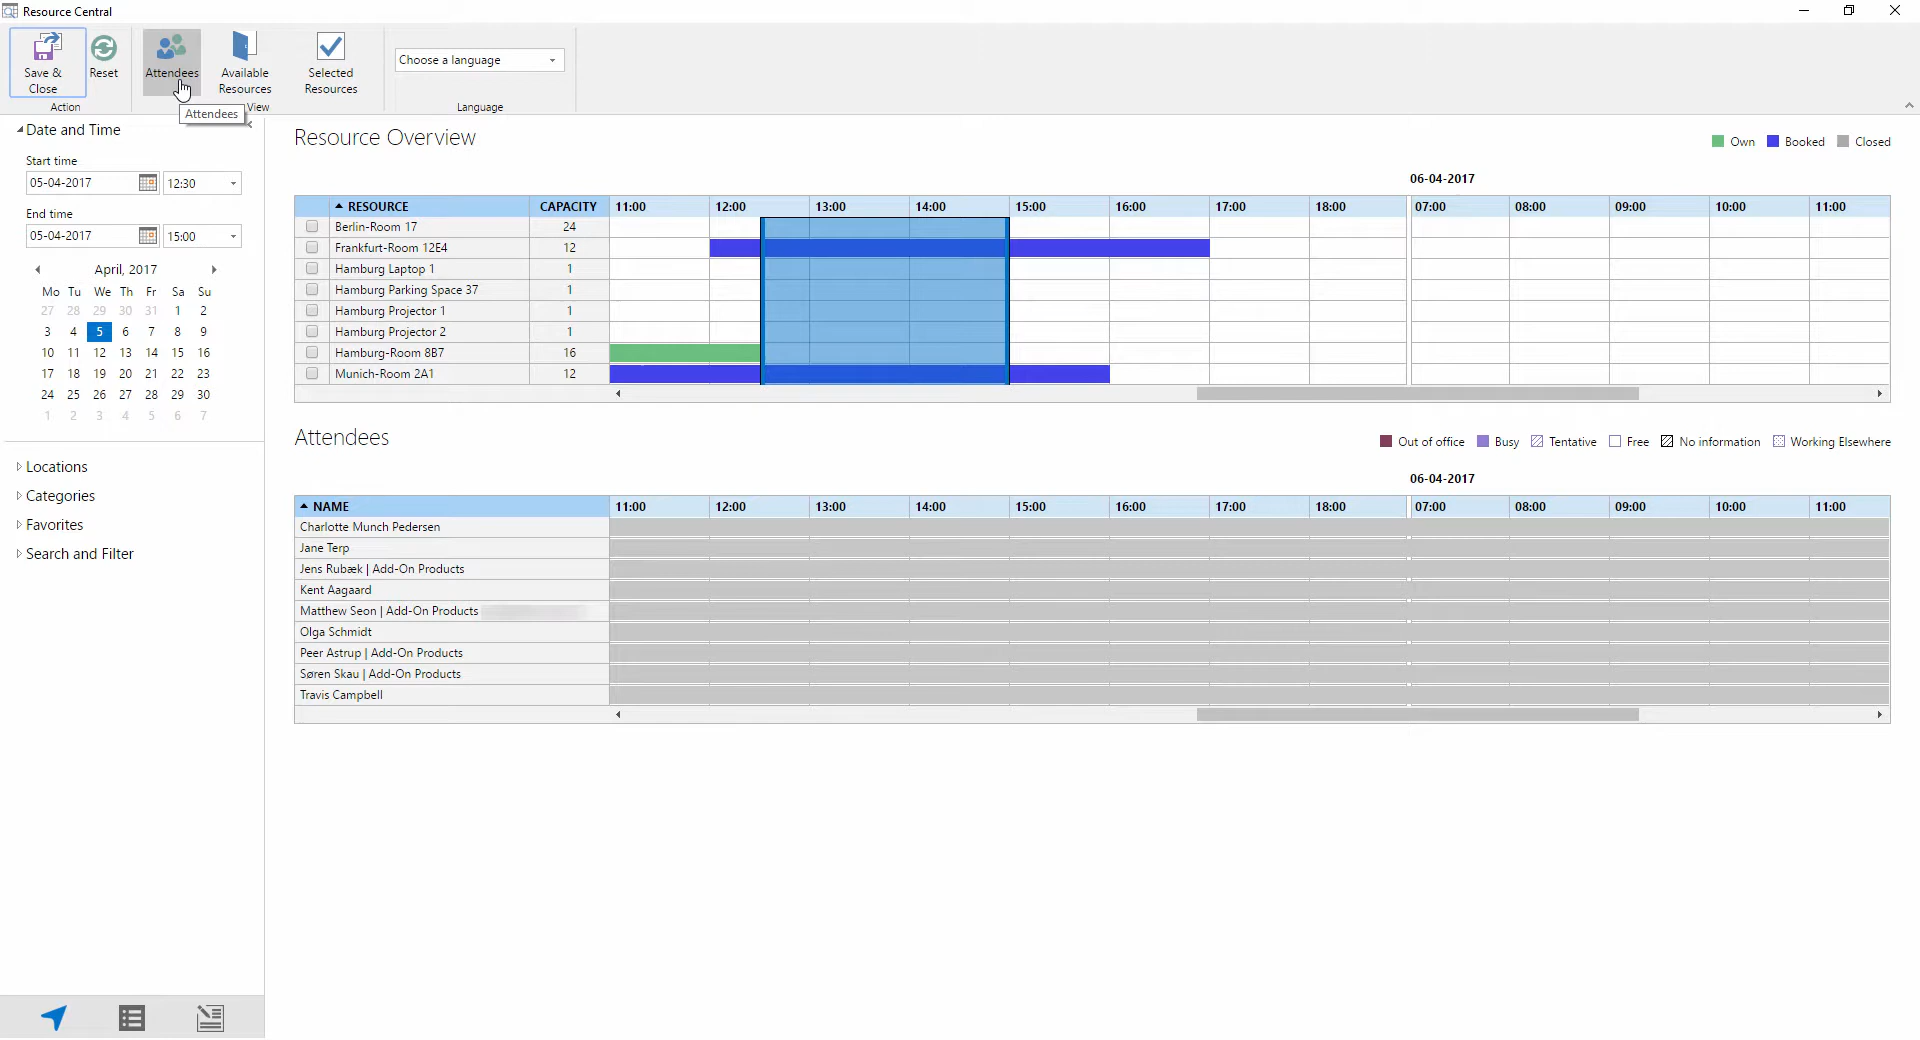 Resource Central
Save & Close
Reset
Attendees
Available Resources
Selected Resources
Choose a language
Action
View
Language
Attendees
Date and Time
Start time
05-04-2017 12:30
End time
05-04-2017 15:00
April, 2017
Mo Tu We Th Fr Sa Su
27 28 29 30 31 1 2
3 4 5 6 7 8 9
10 11 12 13 14 15 16
17 18 19 20 21 22 23
24 25 26 27 28 29 30
1 2 3 4 5 6 7
Locations
Categories
Favorites
Search and Filter
Resource Overview
Own Booked Closed
06-04-2017
RESOURCE CAPACITY 11:00 12:00 13:00 14:00 15:00 16:00 17:00 18:00 07:00 08:00 09:00 10:00 11:00
Berlin-Room 17 24
Frankfurt-Room 12E4 12
Hamburg Laptop 1 1
Hamburg Parking Space 37 1
Hamburg Projector 1 1
Hamburg Projector 2 1
Hamburg-Room 8B7 16
Munich-Room 2A1 12
Attendees
Out of office Busy Tentative Free No information Working Elsewhere
06-04-2017
NAME 11:00 12:00 13:00 14:00 15:00 16:00 17:00 18:00 07:00 08:00 09:00 10:00 11:00
Charlotte Munch Pedersen
Jane Terp
Jens Rubæk | Add-On Products
Kent Aagaard
Matthew Seon | Add-On Products
Olga Schmidt
Peer Astrup | Add-On Products
Søren Skau | Add-On Products
Travis Campbell